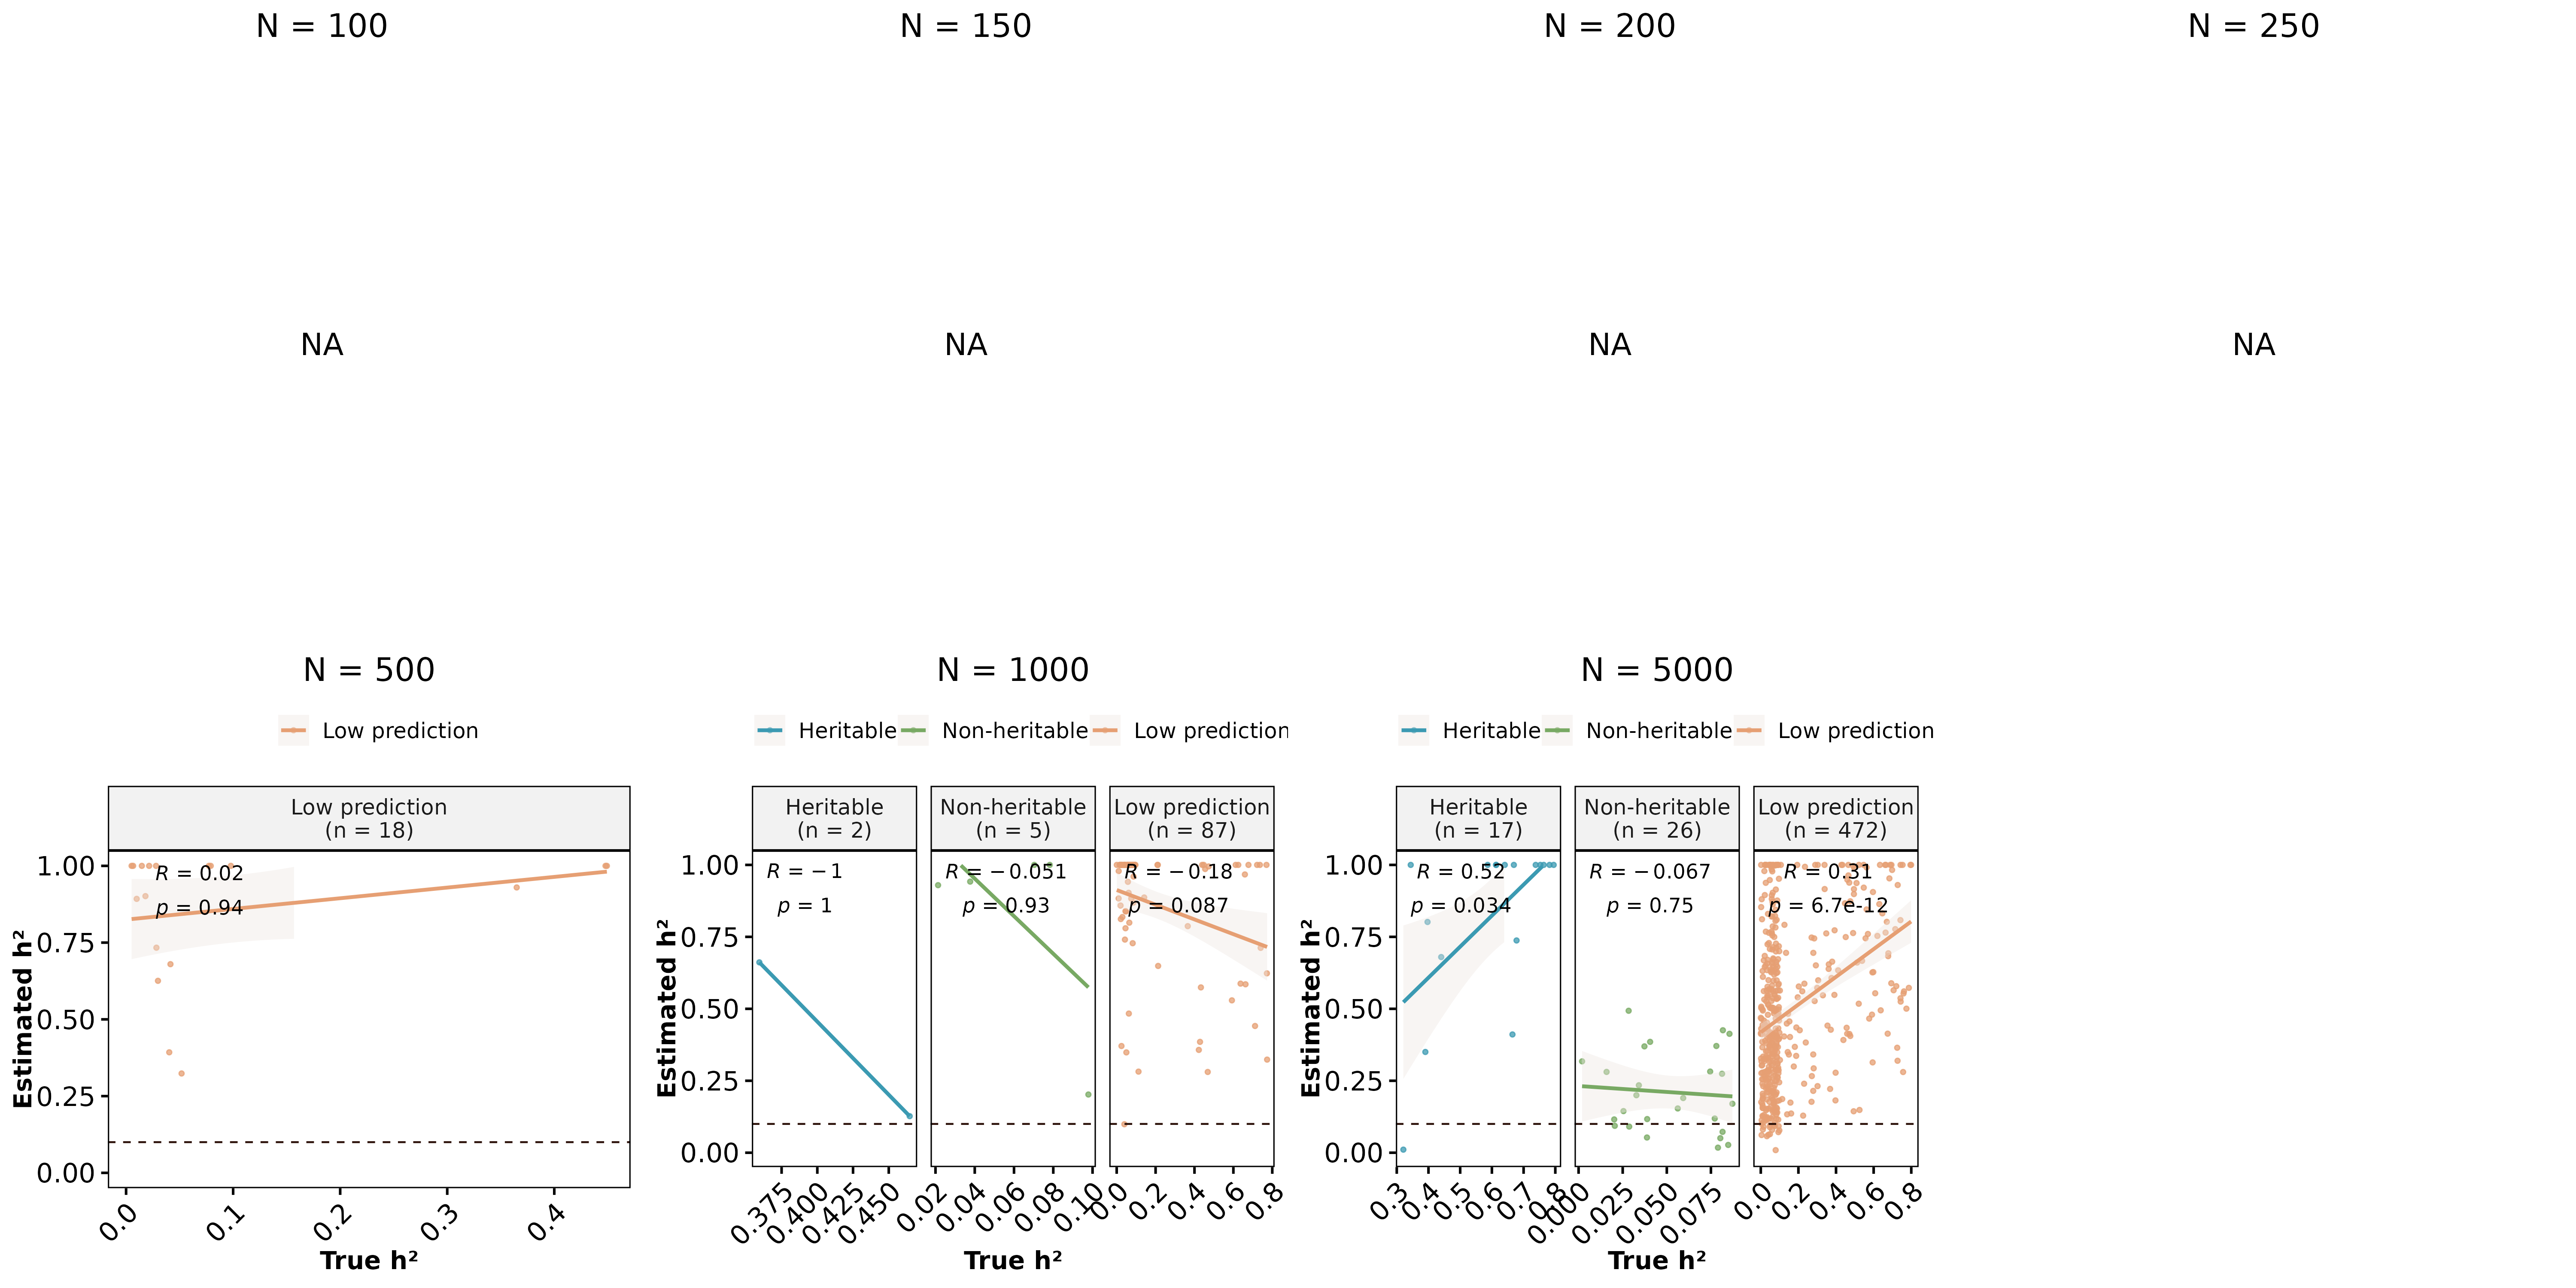 N = 100
N = 150
N = 200
N = 250
NA
NA
NA
NA
N = 500
Low prediction
Low prediction
(n = 18)
R = 0.02
p = 0.94
Estimated h²
1.00
0.75
0.50
0.25
0.00
0.0
0.1
0.2
0.3
0.4
True h²
N = 1000
Heritable
Non-heritable
Low prediction
Heritable
(n = 2)
Non-heritable
(n = 5)
Low prediction
(n = 87)
R = −1
p = 1
R = −0.051
p = 0.93
R = −0.18
p = 0.087
Estimated h²
1.00
0.75
0.50
0.25
0.00
0.375
0.400
0.425
0.450
0.02
0.04
0.06
0.08
0.10
0.0
0.2
0.4
0.6
0.8
True h²
N = 5000
Heritable
Non-heritable
Low prediction
Heritable
(n = 17)
Non-heritable
(n = 26)
Low prediction
(n = 472)
R = 0.52
p = 0.034
R = −0.067
p = 0.75
R = 0.31
p = 6.7e-12
Estimated h²
1.00
0.75
0.50
0.25
0.00
0.3
0.4
0.5
0.6
0.7
0.8
0.000
0.025
0.050
0.075
0.0
0.2
0.4
0.6
0.8
True h²